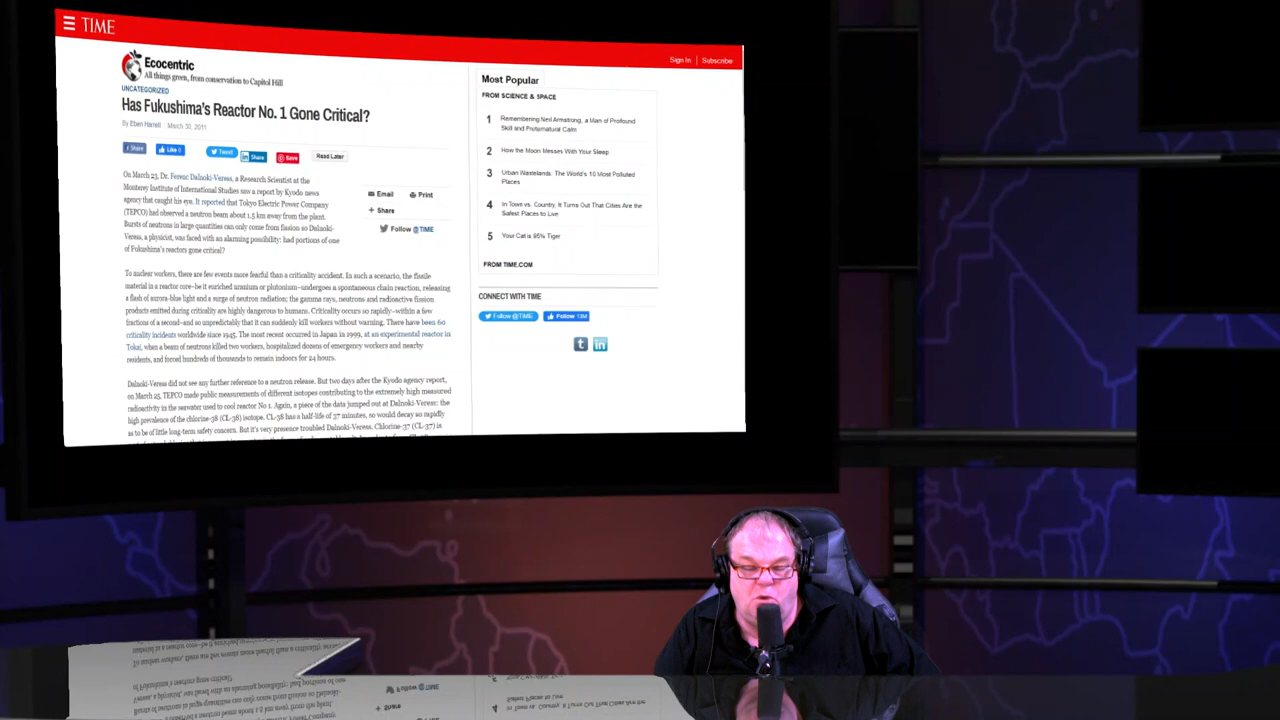 TIME
Sign In | Subscribe
Ecocentric
All things green, from conservation to Capitol Hill
UNCATEGORIZED
Has Fukushima's Reactor No. 1 Gone Critical?
By Eben Harrell | March 30, 2011
Share
Like 0
Tweet
Share
Save
Read Later
On March 23, Dr. Ferenc Dalnoki-Veress, a Research Scientist at the
Monterey Institute of International Studies saw a report by Kyodo news
agency that caught his eye. It reported that Tokyo Electric Power Company
(TEPCO) had observed a neutron beam about 1.5 km away from the plant.
Bursts of neutrons in large quantities can only come from fission so Dalnoki-
Veress, a physicist, was faced with an alarming possibility: had portions of one
of Fukushima's reactors gone critical?
Email
Print
+ Share
Follow @TIME
To nuclear workers, there are few events more fearful than a criticality accident. In such a scenario, the fissile
material in a reactor core–be it enriched uranium or plutonium–undergoes a spontaneous chain reaction, releasing
a flash of aurora-blue light and a surge of neutron radiation; the gamma rays, neutrons and radioactive fission
products emitted during criticality are highly dangerous to humans. Criticality occurs so rapidly–within a few
fractions of a second–and so unpredictably that it can suddenly kill workers without warning. There have been 60
criticality incidents worldwide since 1945. The most recent occurred in Japan in 1999, at an experimental reactor in
Tokai, when a beam of neutrons killed two workers, hospitalized dozens of emergency workers and nearby
residents, and forced hundreds of thousands to remain indoors for 24 hours.
Dalnoki-Veress did not see any further reference to a neutron release. But two days after the Kyodo agency report,
on March 25, TEPCO made public measurements of different isotopes contributing to the extremely high measured
radioactivity in the seawater used to cool reactor No 1. Again, a piece of the data jumped out at Dalnoki-Veress: the
high prevalence of the chlorine-38 (CL-38) isotope. CL-38 has a half-life of 37 minutes, so would decay so rapidly
as to be of little long-term safety concern. But it's very presence troubled Dalnoki-Veress. Chlorine-37 (CL-37) is
Most Popular
FROM SCIENCE & SPACE
1 Remembering Neil Armstrong, a Man of Profound
Skill and Preternatural Calm
2 How the Moon Messes With Your Sleep
3 Urban Wastelands: The World's 10 Most Polluted
Places
4 In Town vs. Country, It Turns Out That Cities Are the
Safest Places to Live
5 Your Cat is 95% Tiger
FROM TIME.COM
CONNECT WITH TIME
Follow @TIME
Follow 13M